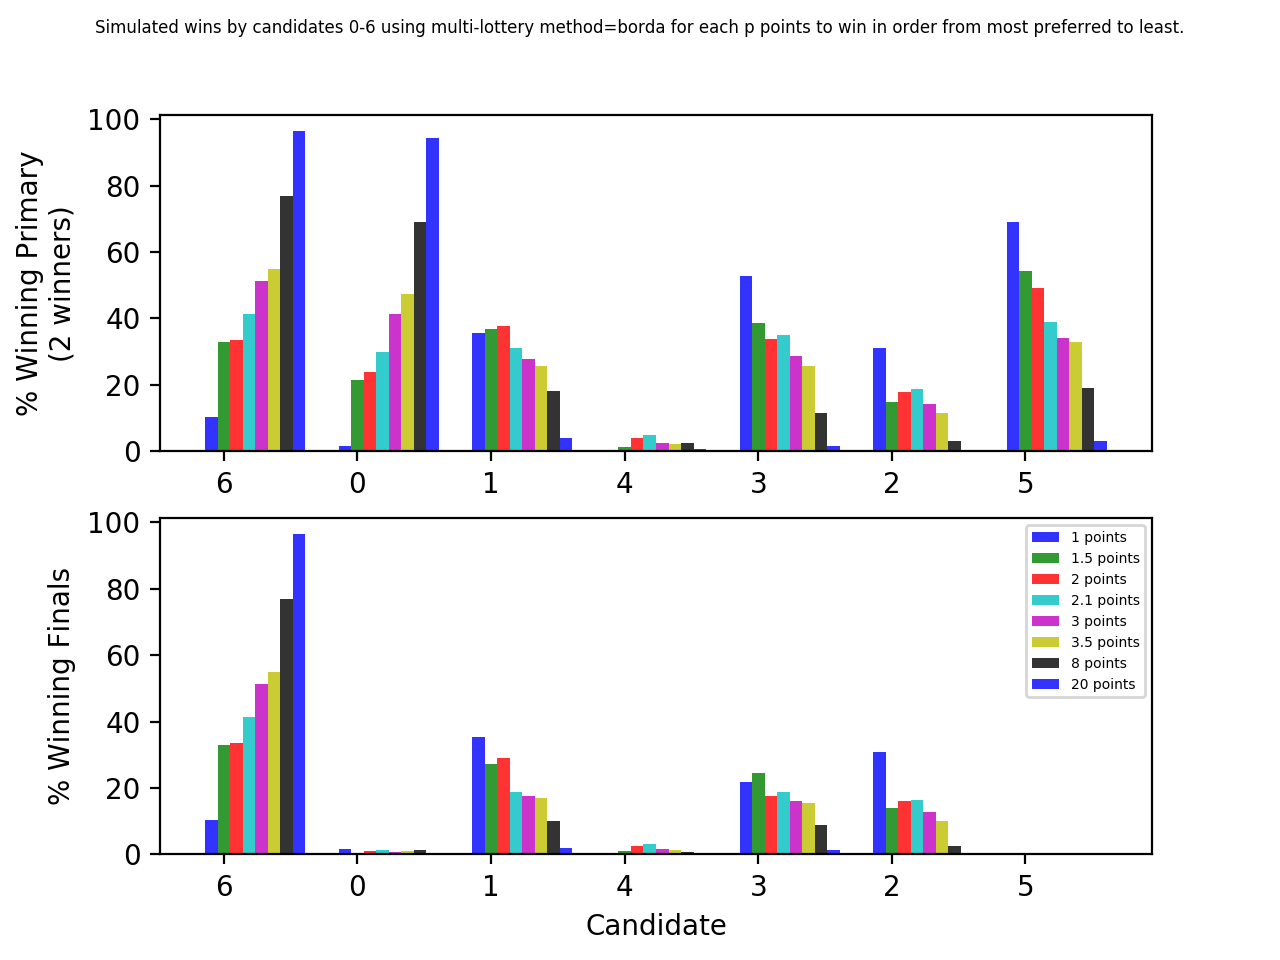 Simulated wins by candidates 0-6 using multi-lottery method=borda for each p points to win in order from most preferred to least.
% Winning Primary
(2 winners)
100
80
60
40
20
0
6 0 1 4 3 2 5
% Winning Finals
100
80
60
40
20
0
6 0 1 4 3 2 5
Candidate
1 points
1.5 points
2 points
2.1 points
3 points
3.5 points
8 points
20 points